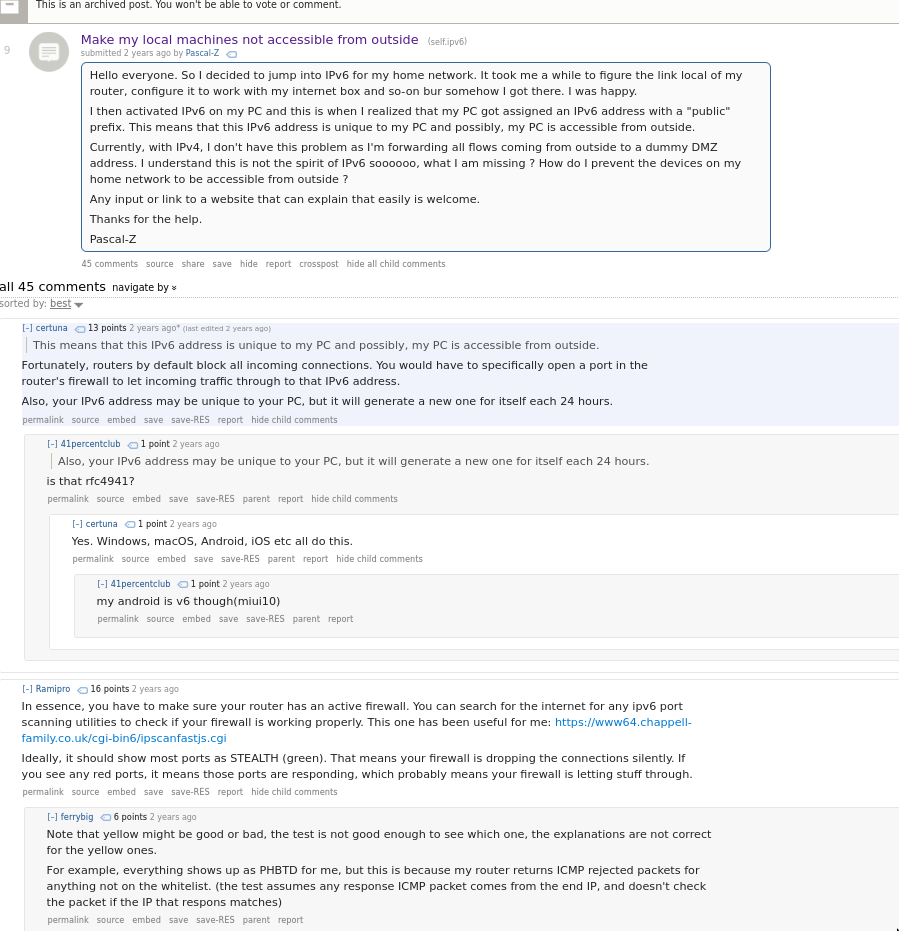 This is an archived post. You won't be able to vote or comment.
9
Make my local machines not accessible from outside (self.ipv6)
submitted 2 years ago by Pascal-Z
Hello everyone. So I decided to jump into IPv6 for my home network. It took me a while to figure the link local of my
router, configure it to work with my internet box and so-on bur somehow I got there. I was happy.
I then activated IPv6 on my PC and this is when I realized that my PC got assigned an IPv6 address with a "public"
prefix. This means that this IPv6 address is unique to my PC and possibly, my PC is accessible from outside.
Currently, with IPv4, I don't have this problem as I'm forwarding all flows coming from outside to a dummy DMZ
address. I understand this is not the spirit of IPv6 soooooo, what I am missing ? How do I prevent the devices on my
home network to be accessible from outside ?
Any input or link to a website that can explain that easily is welcome.
Thanks for the help.
Pascal-Z
45 comments source share save hide report crosspost hide all child comments
all 45 comments navigate by
sorted by: best
[–] certuna 13 points 2 years ago* (last edited 2 years ago)
This means that this IPv6 address is unique to my PC and possibly, my PC is accessible from outside.
Fortunately, routers by default block all incoming connections. You would have to specifically open a port in the
router's firewall to let incoming traffic through to that IPv6 address.
Also, your IPv6 address may be unique to your PC, but it will generate a new one for itself each 24 hours.
permalink source embed save save-RES report hide child comments
[–] 41percentclub 1 point 2 years ago
Also, your IPv6 address may be unique to your PC, but it will generate a new one for itself each 24 hours.
is that rfc4941?
permalink source embed save save-RES parent report hide child comments
[–] certuna 1 point 2 years ago
Yes. Windows, macOS, Android, iOS etc all do this.
permalink source embed save save-RES parent report hide child comments
[–] 41percentclub 1 point 2 years ago
my android is v6 though(miui10)
permalink source embed save save-RES parent report
[–] Ramipro 16 points 2 years ago
In essence, you have to make sure your router has an active firewall. You can search for the internet for any ipv6 port
scanning utilities to check if your firewall is working properly. This one has been useful for me: https://www64.chappell-
family.co.uk/cgi-bin6/ipscanfastjs.cgi
Ideally, it should show most ports as STEALTH (green). That means your firewall is dropping the connections silently. If
you see any red ports, it means those ports are responding, which probably means your firewall is letting stuff through.
permalink source embed save save-RES report hide child comments
[–] ferrybig 6 points 2 years ago
Note that yellow might be good or bad, the test is not good enough to see which one, the explanations are not correct
for the yellow ones.
For example, everything shows up as PHBTD for me, but this is because my router returns ICMP rejected packets for
anything not on the whitelist. (the test assumes any response ICMP packet comes from the end IP, and doesn't check
the packet if the IP that respons matches)
permalink source embed save save-RES parent report